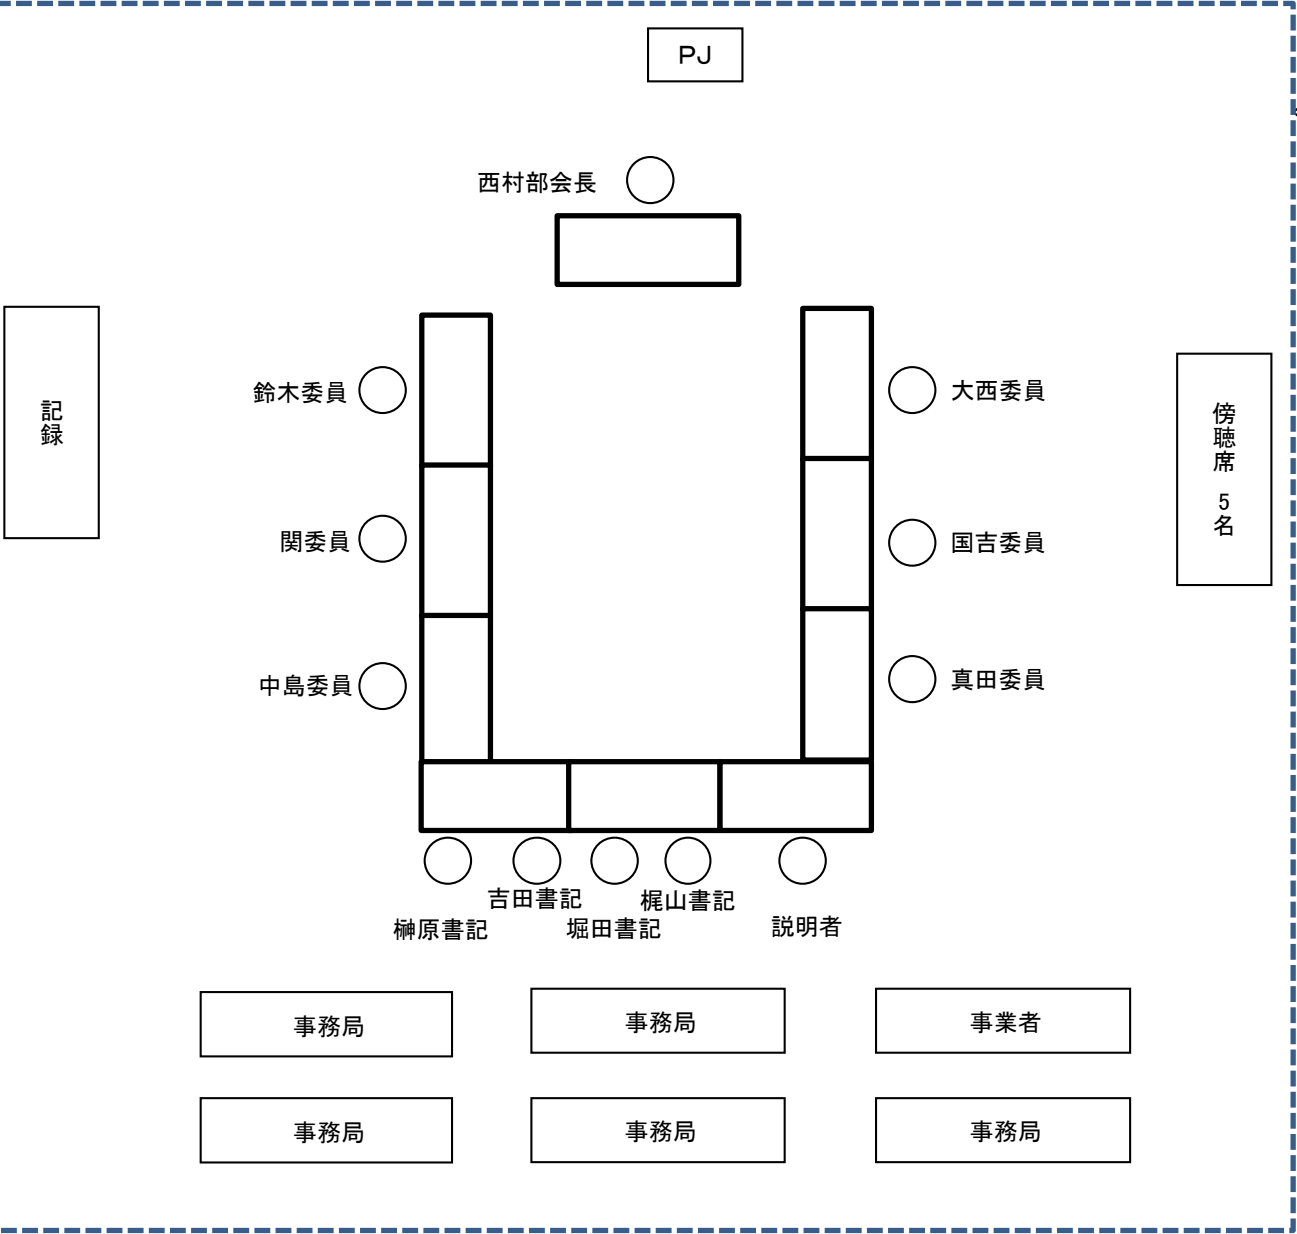 PJ
西村部会長
鈴木委員
大西委員
記録
傍聴席 5名
関委員
国吉委員
中島委員
真田委員
吉田書記
梶山書記
榊原書記
堀田書記
説明者
事務局
事務局
事業者
事務局
事務局
事務局